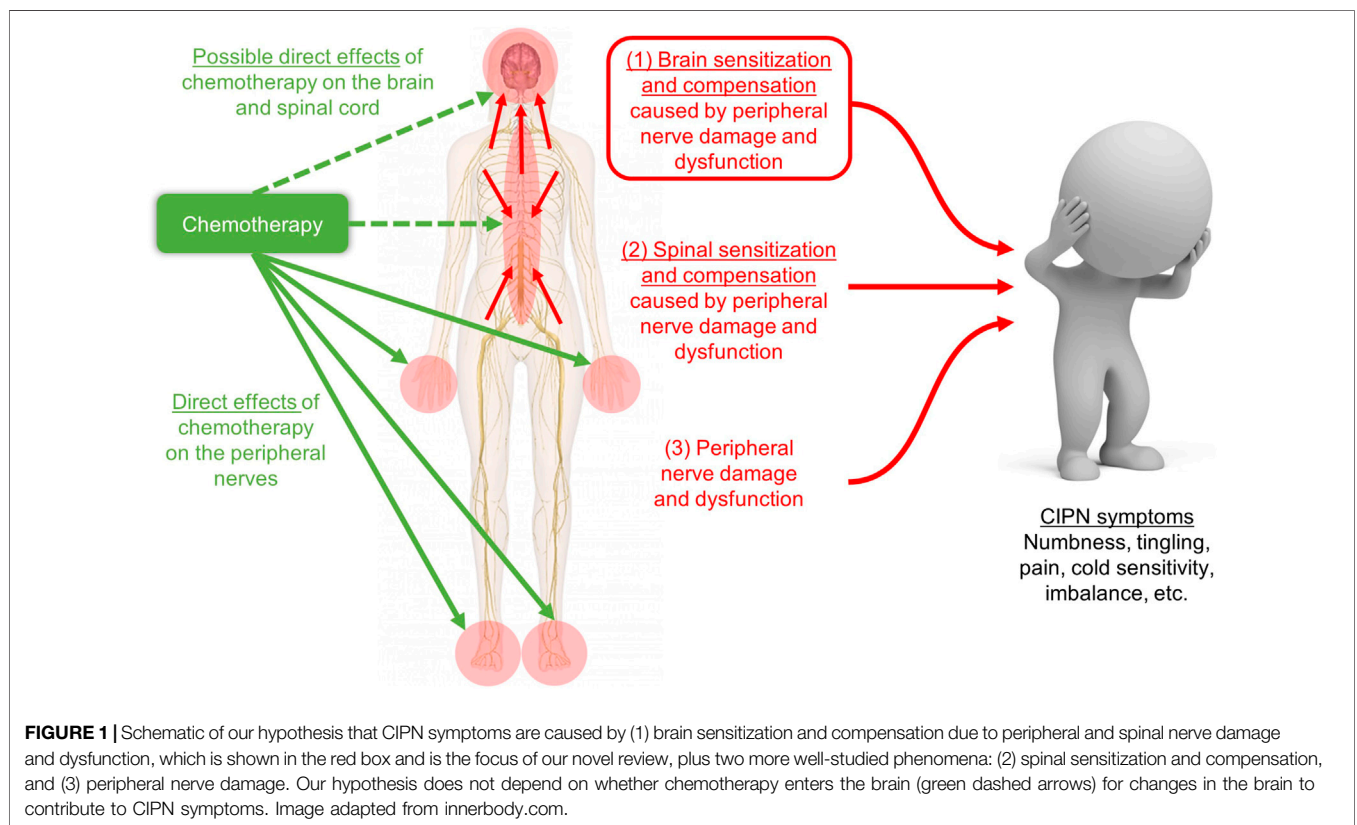 Possible direct effects of
chemotherapy on the brain
and spinal cord
Chemotherapy
Direct effects of
chemotherapy
on the peripheral
nerves
(1) Brain sensitization
and compensation
caused by peripheral
nerve damage and
dysfunction
(2) Spinal sensitization
and compensation
caused by peripheral
nerve damage and
dysfunction
(3) Peripheral
nerve damage
and dysfunction
CIPN symptoms
Numbness, tingling,
pain, cold sensitivity,
imbalance, etc.
FIGURE 1 | Schematic of our hypothesis that CIPN symptoms are caused by (1) brain sensitization and compensation due to peripheral and spinal nerve damage
and dysfunction, which is shown in the red box and is the focus of our novel review, plus two more well-studied phenomena: (2) spinal sensitization and compensation,
and (3) peripheral nerve damage. Our hypothesis does not depend on whether chemotherapy enters the brain (green dashed arrows) for changes in the brain to
contribute to CIPN symptoms. Image adapted from innerbody.com.